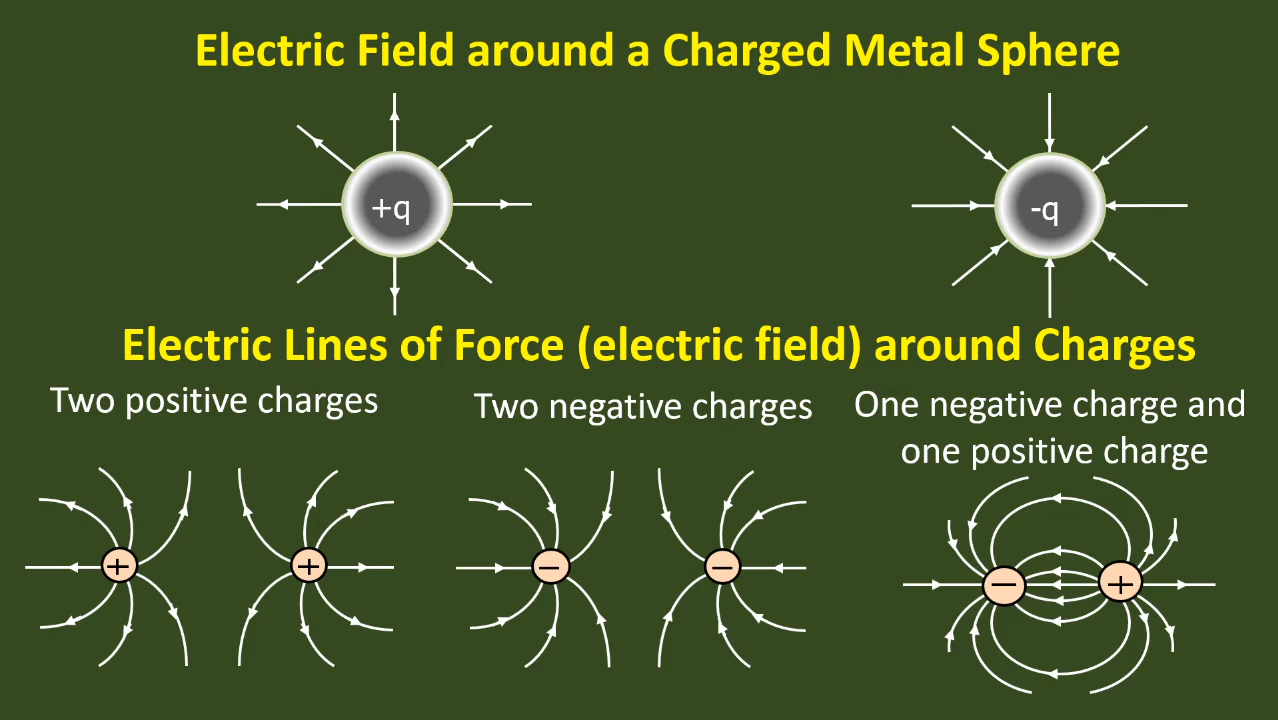 Electric Field around a Charged Metal Sphere
+q
-q
Electric Lines of Force (electric field) around Charges
Two positive charges
Two negative charges
One negative charge and
one positive charge
+
+
−
−
−
+